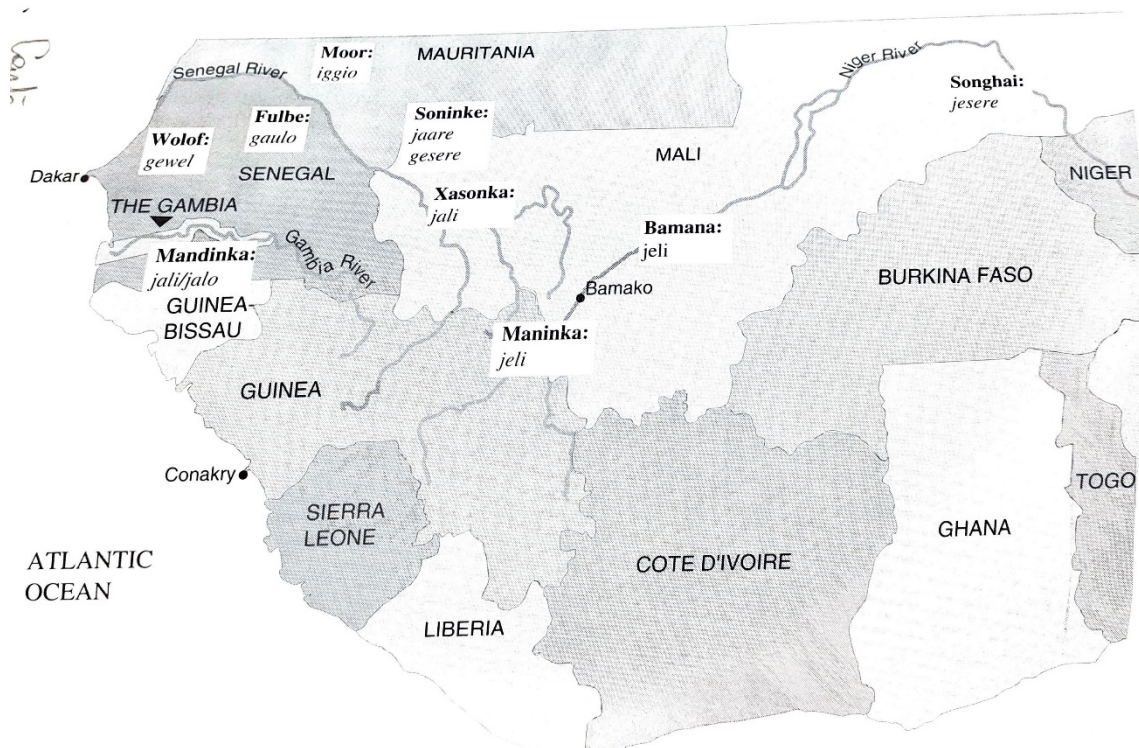 Moor:
iggio
MAURITANIA
Senegal River
Niger River
Songhai:
jesere
Fulbe:
gaulo
Soninke:
jaare
gesere
Wolof:
gewel
MALI
Dakar
SENEGAL
NIGER
THE GAMBIA
Xasonka:
jali
Bamana:
jeli
Gambia River
Mandinka:
jali/jalo
Bamako
BURKINA FASO
GUINEA-
BISSAU
Maninka:
jeli
GUINEA
Conakry
TOGO
SIERRA
LEONE
GHANA
ATLANTIC
OCEAN
COTE D'IVOIRE
LIBERIA